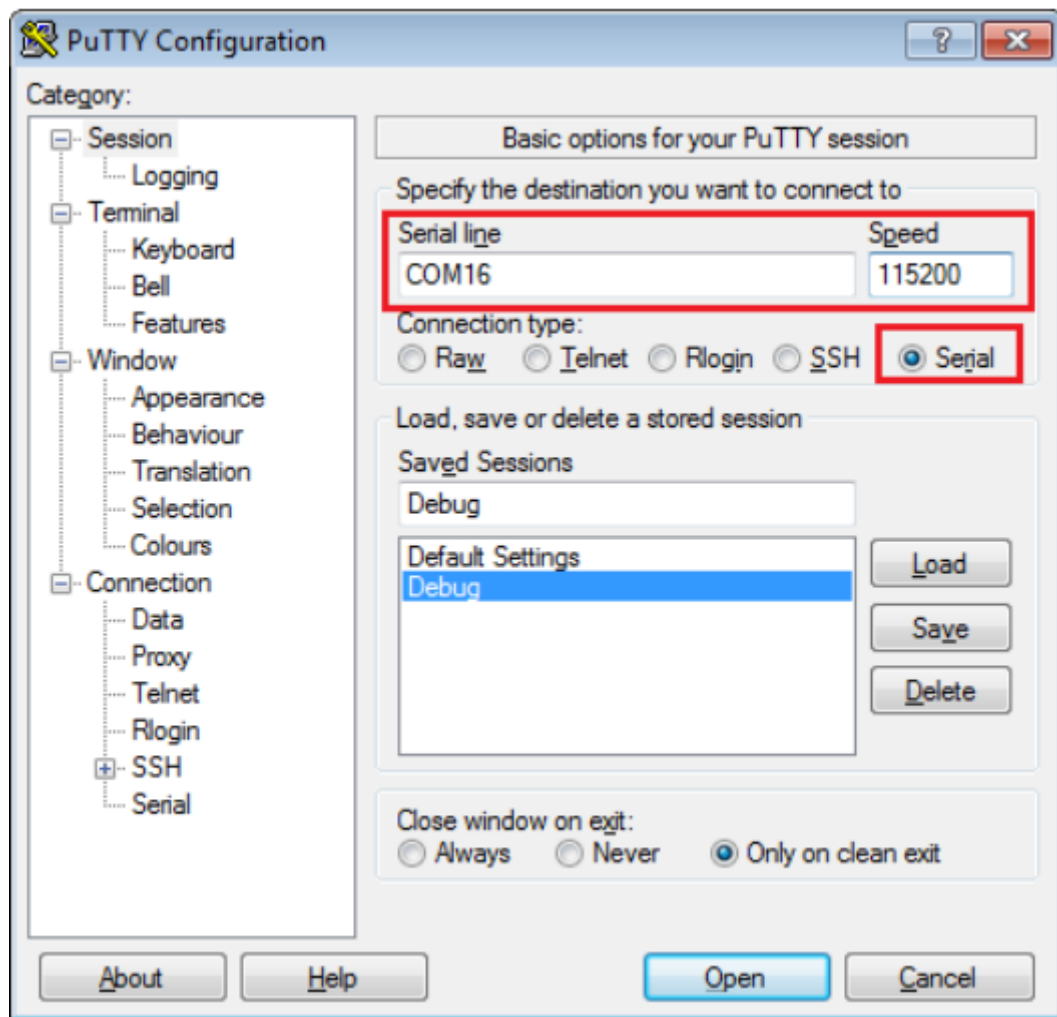 PuTTY Configuration
Category:
Session
Logging
Terminal
Keyboard
Bell
Features
Window
Appearance
Behaviour
Translation
Selection
Colours
Connection
Data
Proxy
Telnet
Rlogin
SSH
Serial
Basic options for your PuTTY session
Specify the destination you want to connect to
Serial line Speed
COM16 115200
Connection type:
Raw Telnet Rlogin SSH Serial
Load, save or delete a stored session
Saved Sessions
Debug
Default Settings
Debug
Load
Save
Delete
Close window on exit:
Always Never Only on clean exit
About Help Open Cancel